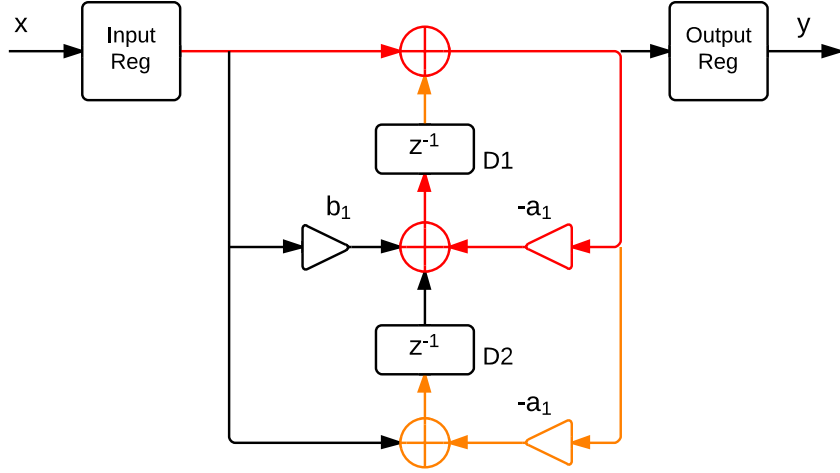 x
Input
Reg
Output
Reg
y
z⁻¹
D1
b₁
-a₁
z⁻¹
D2
-a₁